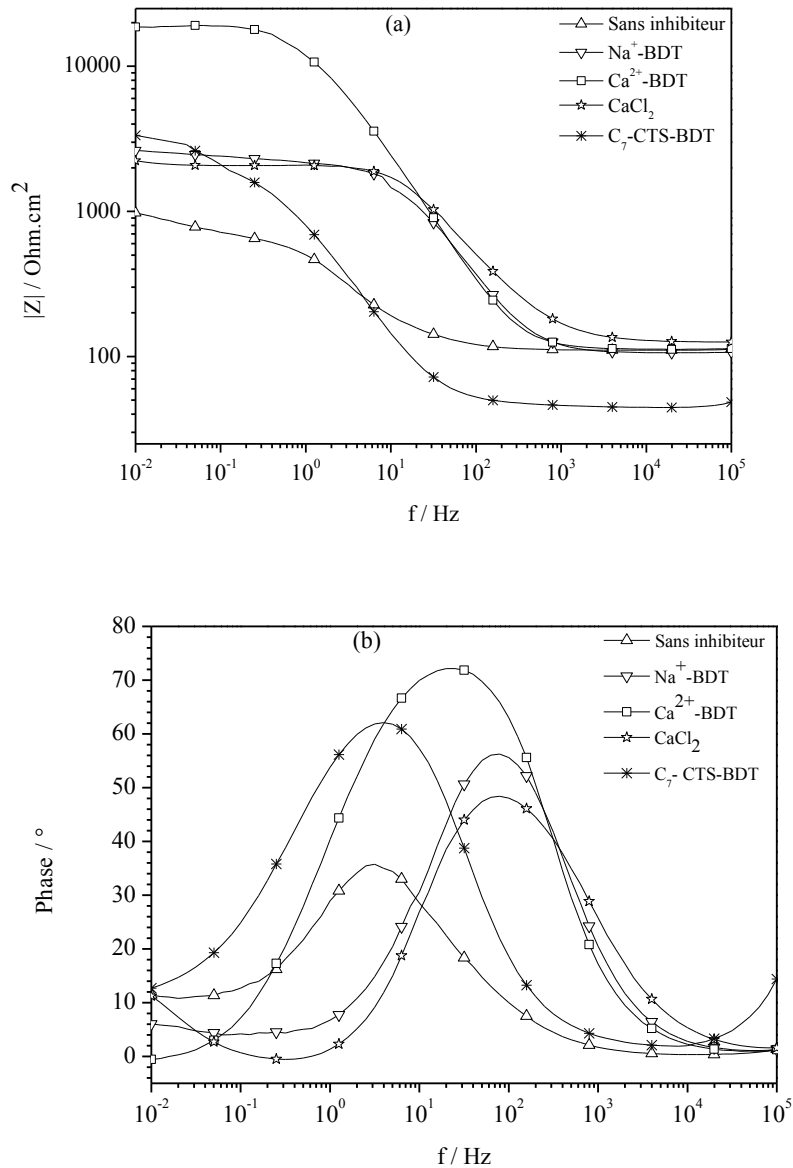 (a)
Sans inhibiteur
Na⁺-BDT
Ca²⁺-BDT
CaCl₂
C₇-CTS-BDT
10000
1000
100
|Z| / Ohm.cm²
10⁻² 10⁻¹ 10⁰ 10¹ 10² 10³ 10⁴ 10⁵
f / Hz
(b)
Sans inhibiteur
Na⁺-BDT
Ca²⁺-BDT
CaCl₂
C₇- CTS-BDT
80
70
60
50
40
30
20
10
0
Phase / °
10⁻² 10⁻¹ 10⁰ 10¹ 10² 10³ 10⁴ 10⁵
f / Hz